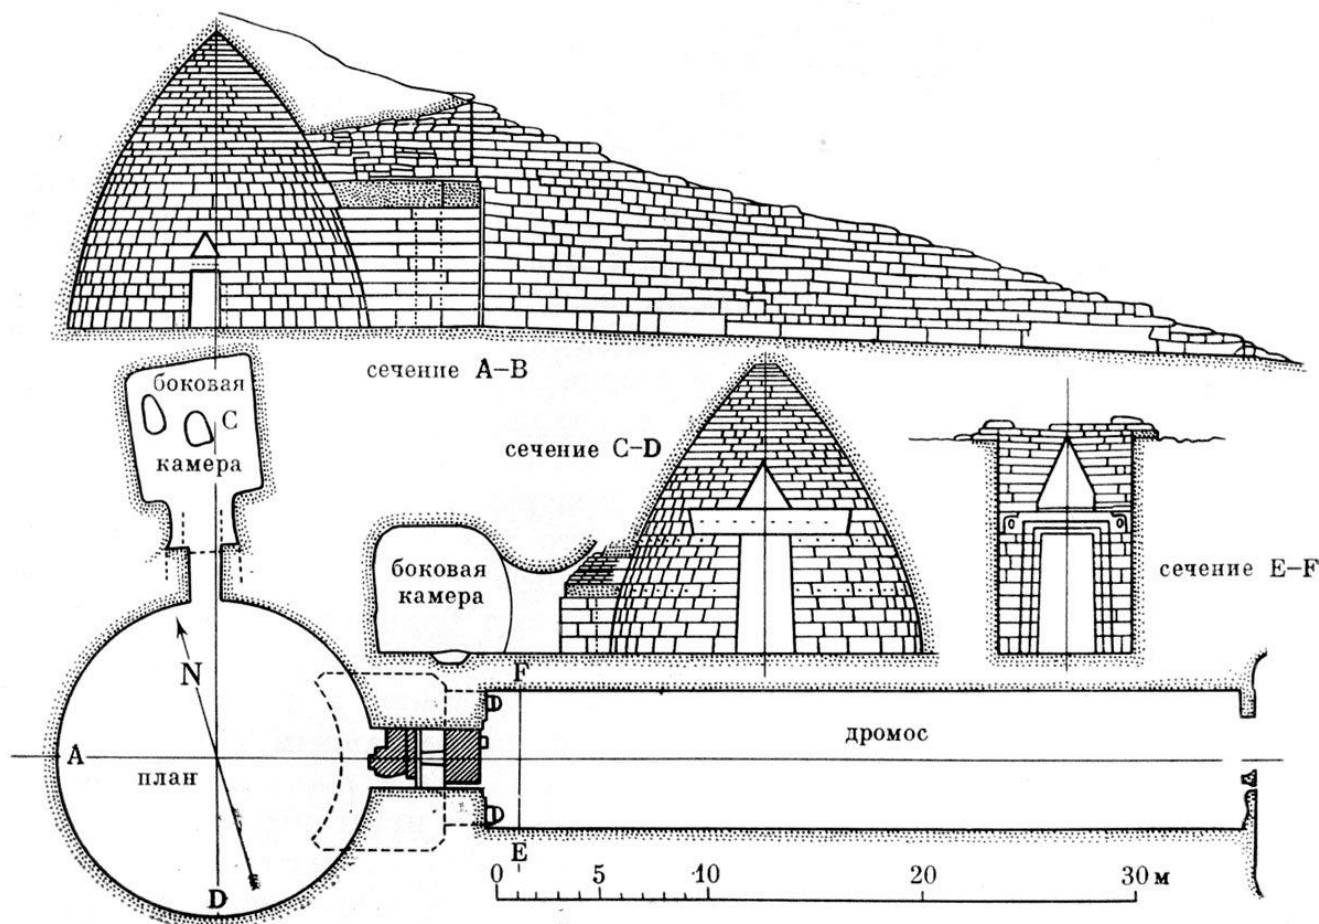 сечение A–B
боковая
C
камера
сечение C–D
боковая
камера
сечение E–F
N
F
A
план
дромос
E
D
0 5 10 20 30 м